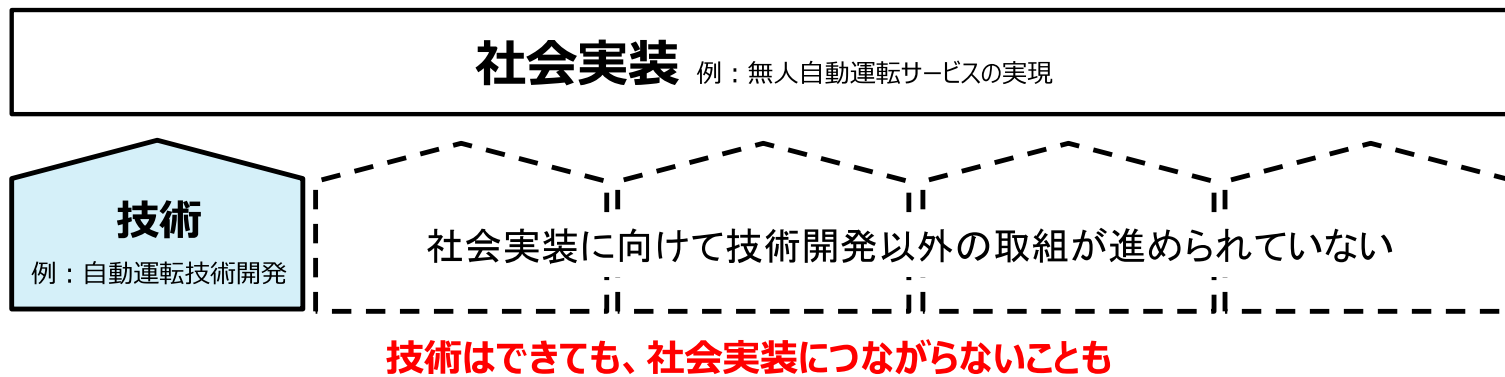 社会実装 例：無人自動運転サービスの実現
技術
例：自動運転技術開発
社会実装に向けて技術開発以外の取組が進められていない
技術はできても、社会実装につながらないことも